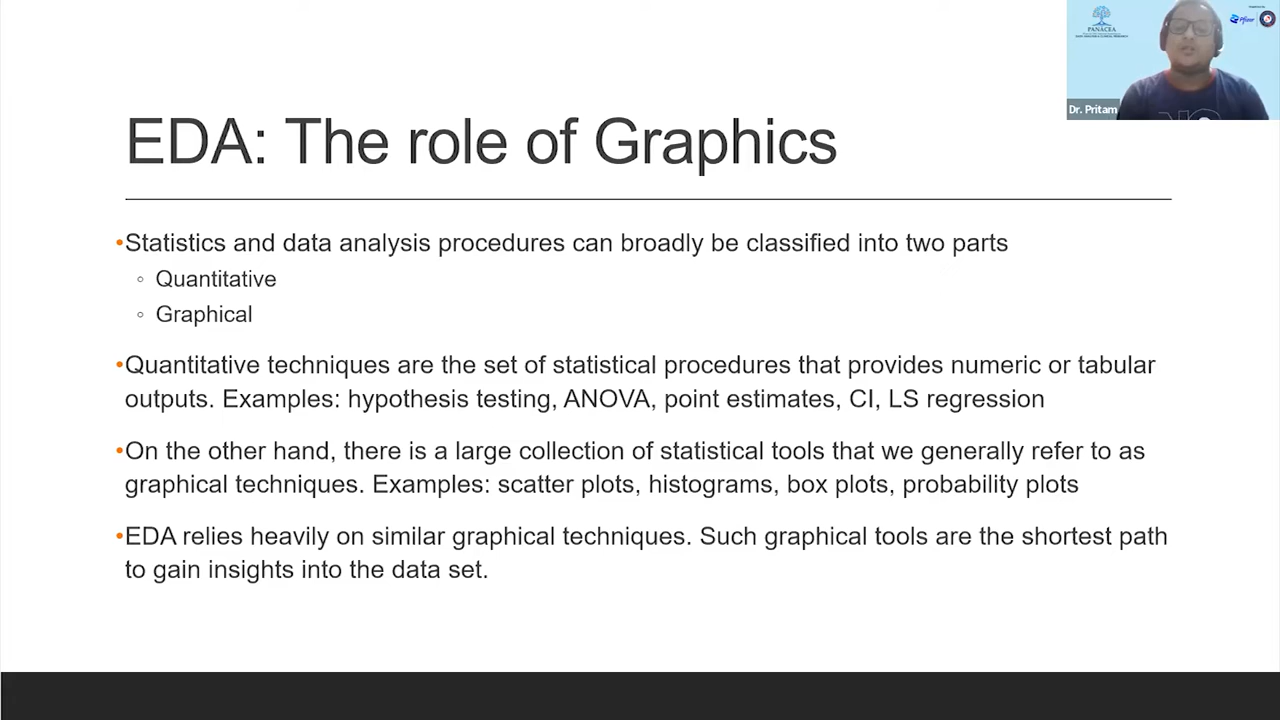 PANACEA
Pfizer
Dr. Pritam
EDA: The role of Graphics
•Statistics and data analysis procedures can broadly be classified into two parts
◦ Quantitative
◦ Graphical
•Quantitative techniques are the set of statistical procedures that provides numeric or tabular
outputs. Examples: hypothesis testing, ANOVA, point estimates, CI, LS regression
•On the other hand, there is a large collection of statistical tools that we generally refer to as
graphical techniques. Examples: scatter plots, histograms, box plots, probability plots
•EDA relies heavily on similar graphical techniques. Such graphical tools are the shortest path
to gain insights into the data set.